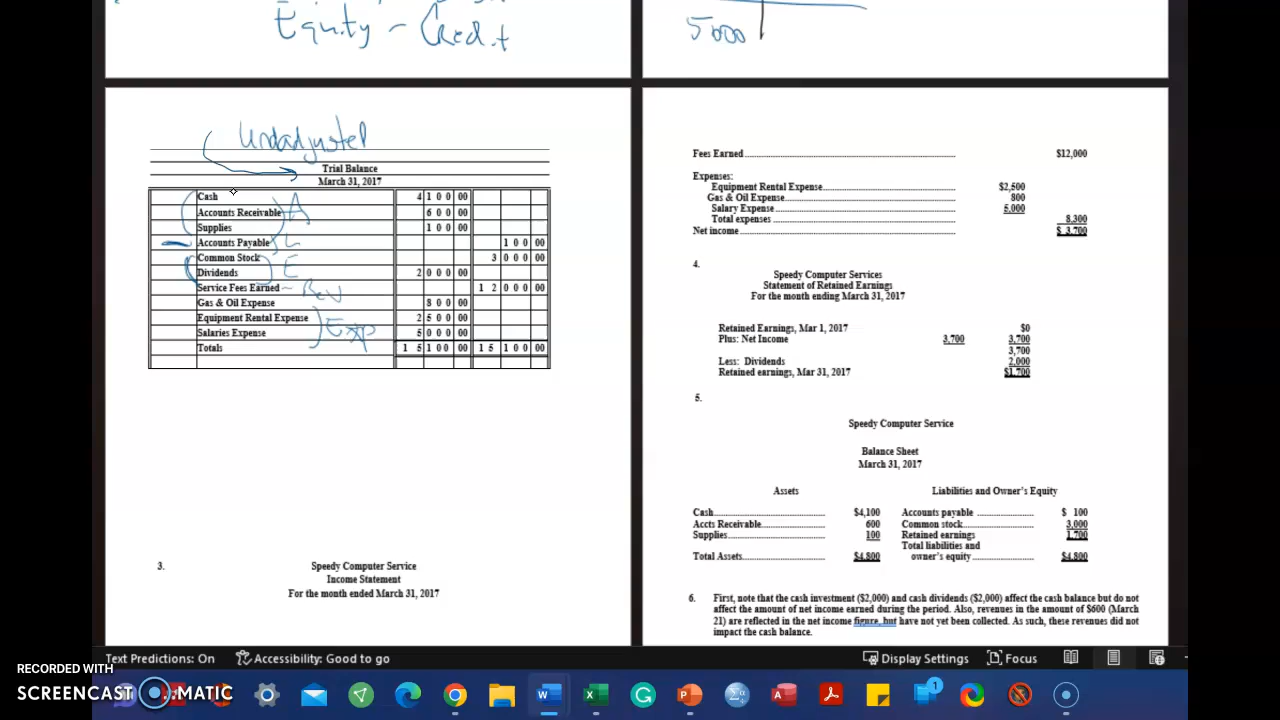 Equity - Credit
5000
Unadjusted
Trial Balance
March 31, 2017
Cash 4 1 0 0 00
Accounts Receivable 6 0 0 00 A
Supplies 1 0 0 00
Accounts Payable L 1 0 0 00
Common Stock 3 0 0 0 00
Dividends E 2 0 0 0 00
Service Fees Earned - Rev 1 2 0 0 0 00
Gas & Oil Expense 8 0 0 00
Equipment Rental Expense 2 5 0 0 00
Salaries Expense Exp 5 0 0 0 00
Totals 1 5 1 0 0 00 1 5 1 0 0 00
3.
Speedy Computer Service
Income Statement
For the month ended March 31, 2017
Fees Earned $12,000
Expenses:
Equipment Rental Expense $2,500
Gas & Oil Expense 800
Salary Expense 5,000
Total expenses 8,300
Net income $ 3,700
4.
Speedy Computer Services
Statement of Retained Earnings
For the month ending March 31, 2017
Retained Earnings, Mar 1, 2017 $0
Plus: Net Income 3,700 3,700
3,700
Less: Dividends 2,000
Retained earnings, Mar 31, 2017 $1,700
5.
Speedy Computer Service
Balance Sheet
March 31, 2017
Assets Liabilities and Owner's Equity
Cash $4,100 Accounts payable $ 100
Accts Receivable 600 Common stock 3,000
Supplies 100 Retained earnings 1,700
Total liabilities and
Total Assets $4,800 owner's equity $4,800
6. First, note that the cash investment ($2,000) and cash dividends ($2,000) affect the cash balance but do not
affect the amount of net income earned during the period. Also, revenues in the amount of $600 (March
21) are reflected in the net income figure, but have not yet been collected. As such, these revenues did not
impact the cash balance.
Text Predictions: On Accessibility: Good to go Display Settings Focus
RECORDED WITH
SCREENCAST MATIC
1